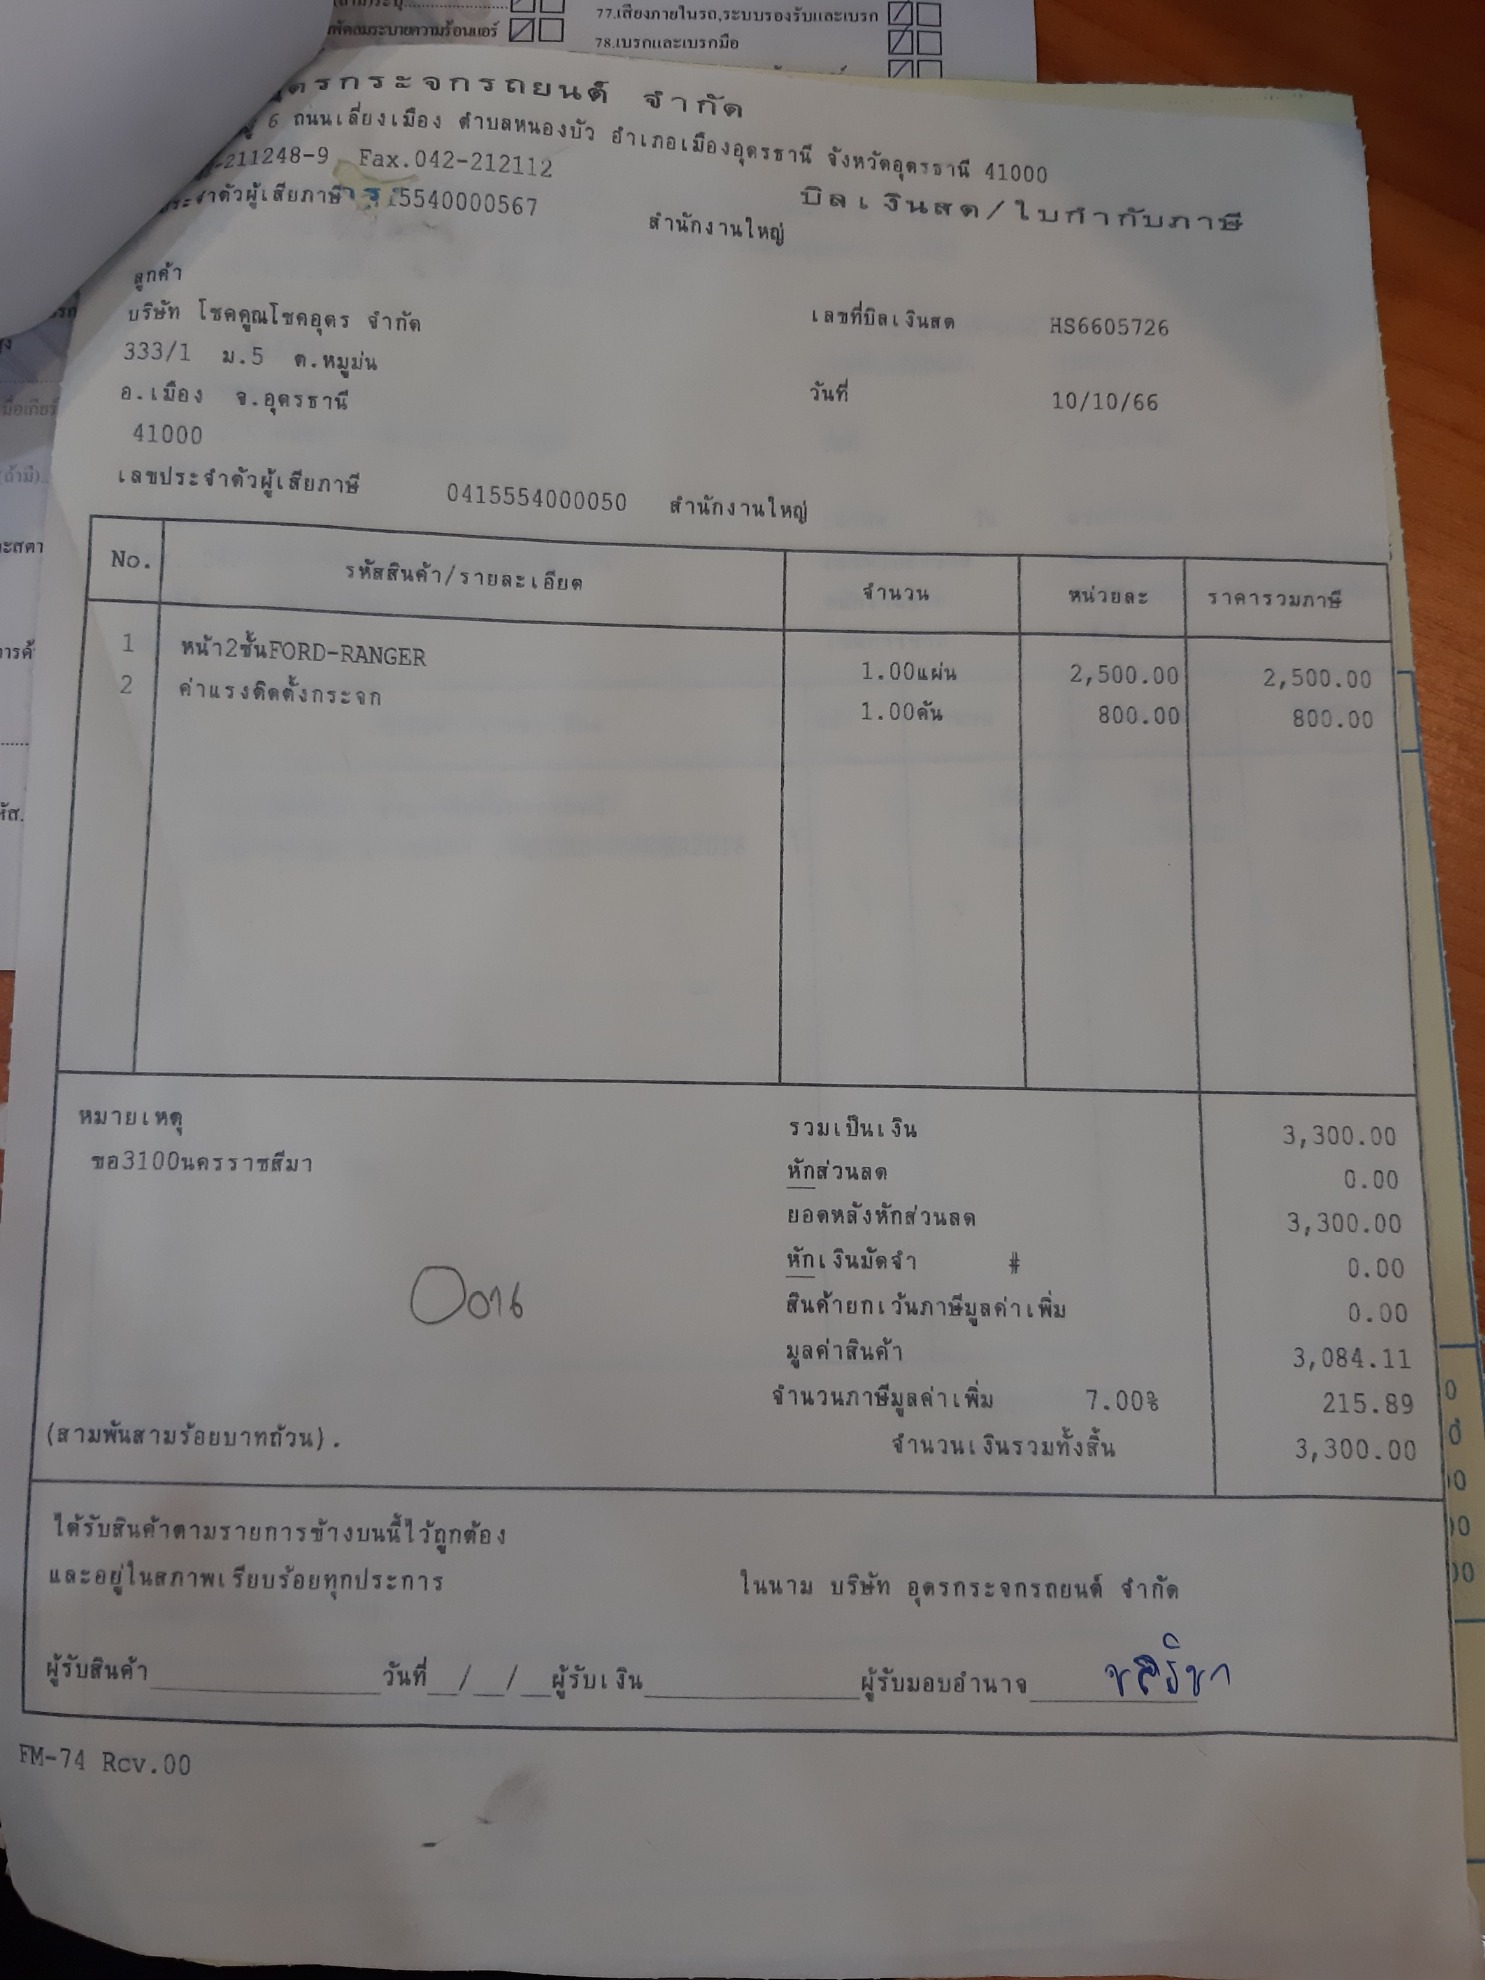 77.เสียงภายในรถ,ระบบรองรับและเบรก
พัดลมระบายความร้อนแอร์
78.เบรกและเบรกมือ
อุดรกระจกรถยนต์ จำกัด
6 ถนนเลี่ยงเมือง ตำบลหนองบัว อำเภอเมืองอุดรธานี จังหวัดอุดรธานี 41000
-211248-9 Fax.042-212112
ประจำตัวผู้เสียภาษี 5540000567
สำนักงานใหญ่
บิลเงินสด/ใบกำกับภาษี
ลูกค้า
บริษัท โชคคูณโชคอุดร จำกัด
เลขที่บิลเงินสด HS6605726
333/1 ม.5 ต.หมูม่น
อ.เมือง จ.อุดรธานี
วันที่ 10/10/66
41000
เลขประจำตัวผู้เสียภาษี 0415554000050 สำนักงานใหญ่
No. รหัสสินค้า/รายละเอียด จำนวน หน่วยละ ราคารวมภาษี
1 หน้า2ชั้นFORD-RANGER 1.00แผ่น 2,500.00 2,500.00
2 ค่าแรงติดตั้งกระจก 1.00คัน 800.00 800.00
หมายเหตุ
ขอ3100นครราชสีมา
รวมเป็นเงิน 3,300.00
หักส่วนลด 0.00
ยอดหลังหักส่วนลด 3,300.00
หักเงินมัดจำ # 0.00
สินค้ายกเว้นภาษีมูลค่าเพิ่ม 0.00
มูลค่าสินค้า 3,084.11
จำนวนภาษีมูลค่าเพิ่ม 7.00% 215.89
(สามพันสามร้อยบาทถ้วน). จำนวนเงินรวมทั้งสิ้น 3,300.00
ได้รับสินค้าตามรายการข้างบนนี้ไว้ถูกต้อง
และอยู่ในสภาพเรียบร้อยทุกประการ
ในนาม บริษัท อุดรกระจกรถยนต์ จำกัด
ผู้รับสินค้า วันที่ __/__/__ ผู้รับเงิน ผู้รับมอบอำนาจ
FM-74 Rev.00